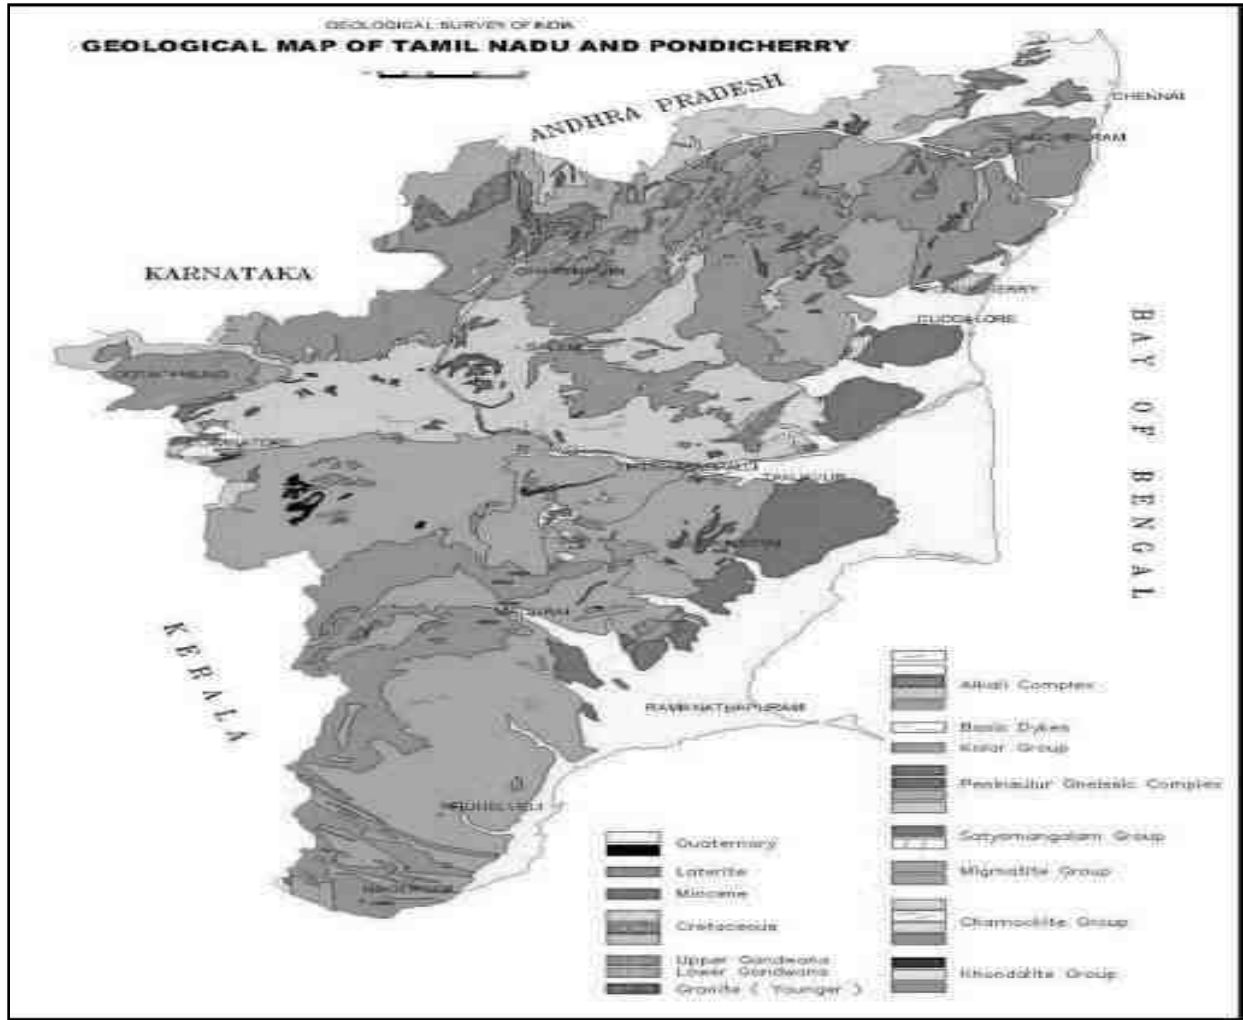 GEOLOGICAL SURVEY OF INDIA
GEOLOGICAL MAP OF TAMIL NADU AND PONDICHERRY
ANDHRA PRADESH
CHENNAI
KARNATAKA
CUDDALORE
BAY OF BENGAL
KERALA
RAMANATHAPURAM
Alkali Complex
Basic Dykes
Kolar Group
Peninsular Gneissic Complex
Satyamangalam Group
Migmatite Group
Charnockite Group
Khondalite Group
Quaternary
Laterite
Miocene
Cretaceous
Upper Gondwana
Lower Gondwana
Granite ( Younger )